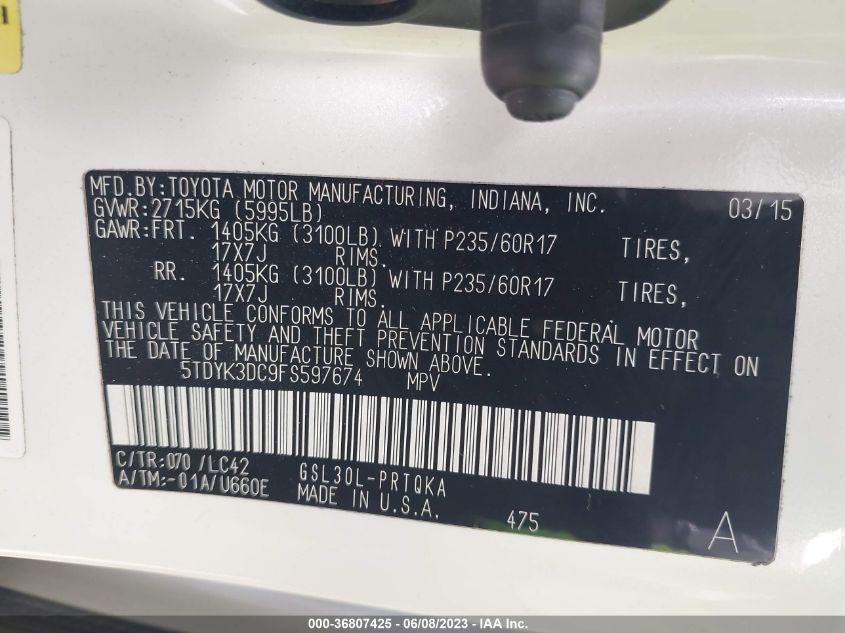 MFD.BY:TOYOTA MOTOR MANUFACTURING, INDIANA, INC. 03/15
GVWR:2715KG (5995LB)
GAWR:FRT. 1405KG (3100LB) WITH P235/60R17 TIRES,
17X7J RIMS.
RR. 1405KG (3100LB) WITH P235/60R17 TIRES,
17X7J RIMS.
THIS VEHICLE CONFORMS TO ALL APPLICABLE FEDERAL MOTOR
VEHICLE SAFETY AND THEFT PREVENTION STANDARDS IN EFFECT ON
THE DATE OF MANUFACTURE SHOWN ABOVE.
5TDYK3DC9FS597674 MPV
C/TR:070 /LC42 GSL30L-PRTQKA
A/TM:-01A/U660E MADE IN U.S.A. 475 A
000-36807425 - 06/08/2023 - IAA Inc.